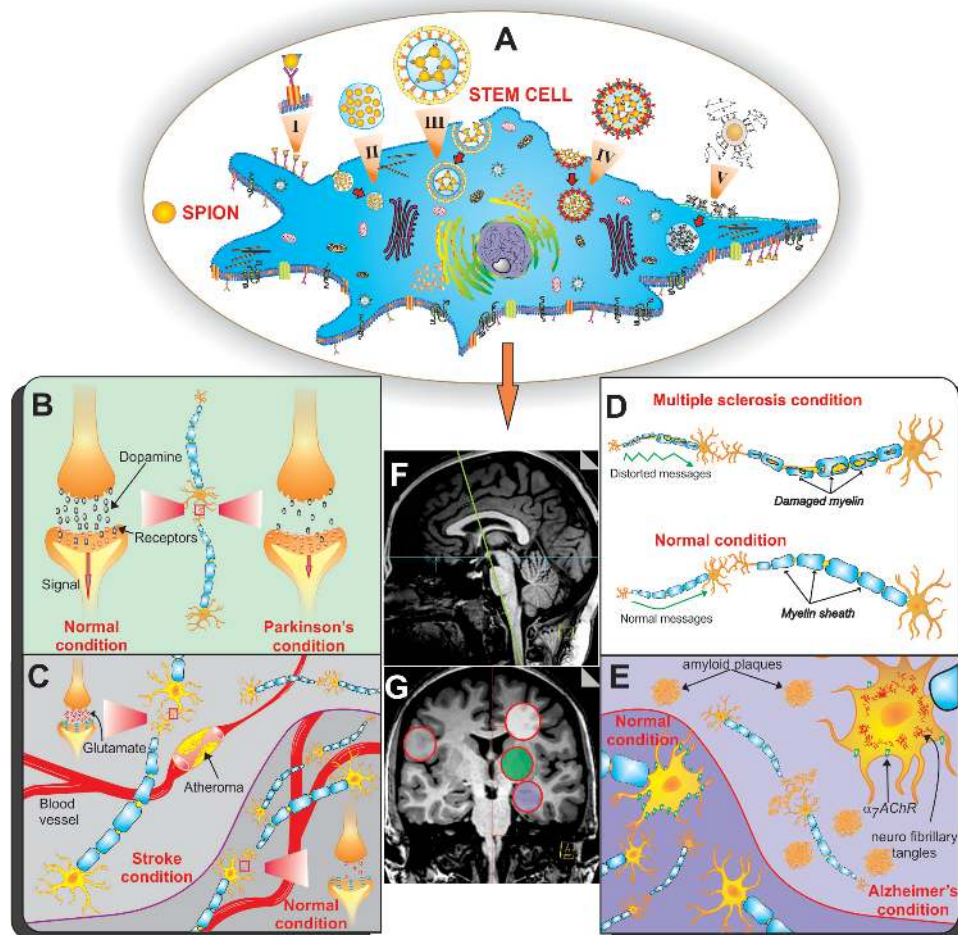 A
STEM CELL
I
II
III
IV
V
SPION
B
Dopamine
Receptors
Signal
Normal
condition
Parkinson's
condition
C
Glutamate
Atheroma
Blood
vessel
Stroke
condition
Normal
condition
F
G
D
Multiple sclerosis condition
Distorted messages
Damaged myelin
Normal condition
Normal messages
Myelin sheath
E
amyloid plaques
Normal
condition
α7AChR
neuro fibrillary
tangles
Alzheimer's
condition